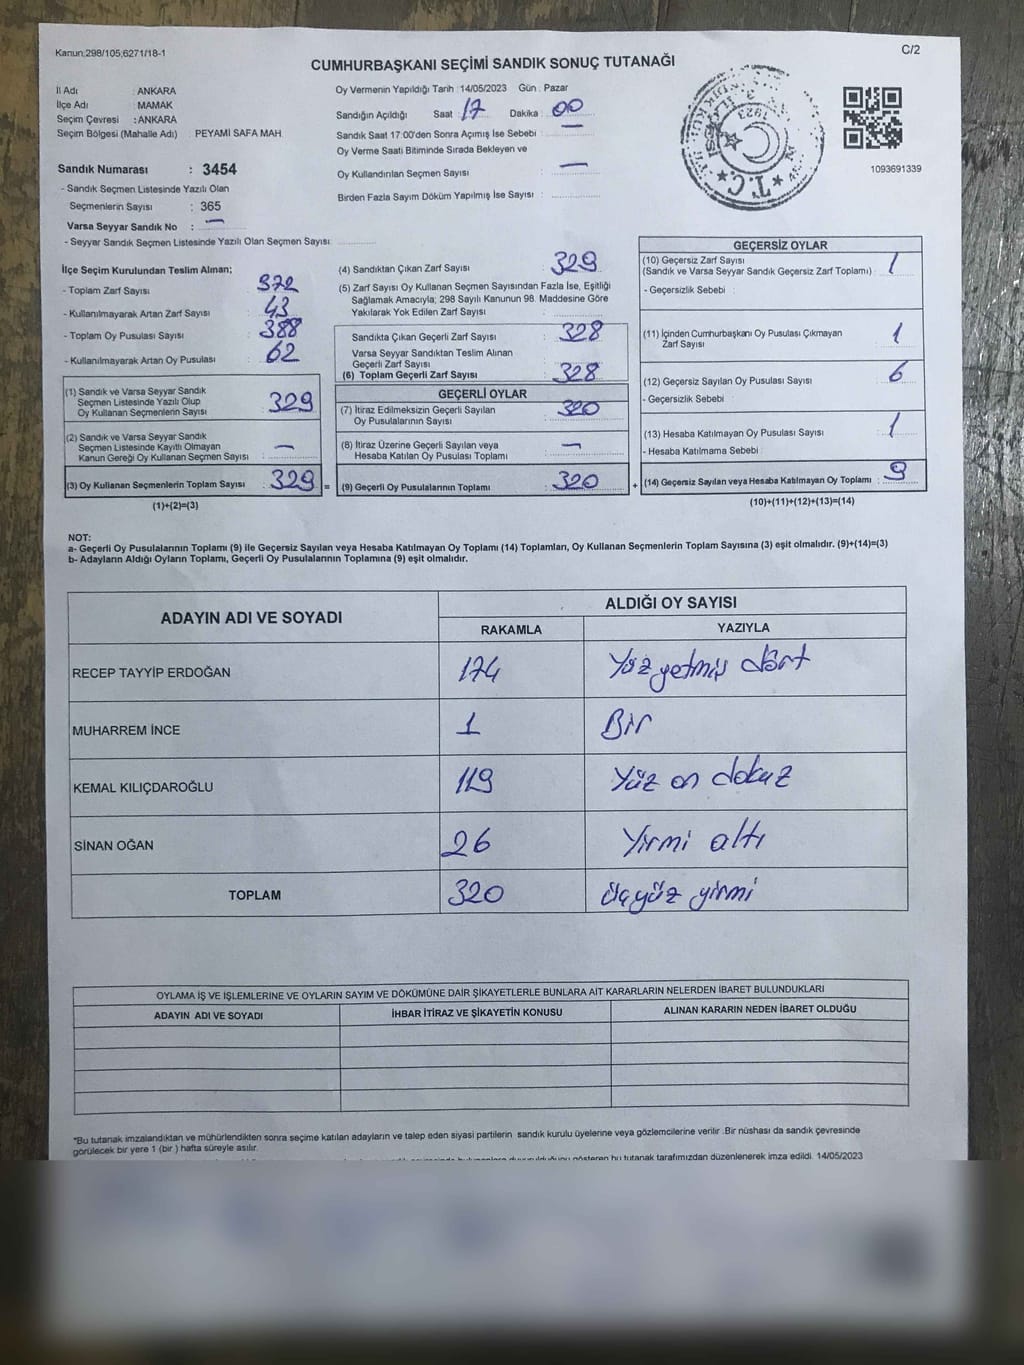 Kanun;298/105;6271/18-1
C/2
CUMHURBAŞKANI SEÇİMİ SANDIK SONUÇ TUTANAĞI
İl Adı : ANKARA
İlçe Adı : MAMAK
Seçim Çevresi : ANKARA
Seçim Bölgesi (Mahalle Adı) : PEYAMİ SAFA MAH.
Sandık Numarası : 3454
- Sandık Seçmen Listesinde Yazılı Olan
Seçmenlerin Sayısı : 365
Varsa Seyyar Sandık No : —
- Seyyar Sandık Seçmen Listesinde Yazılı Olan Seçmen Sayısı:
Oy Vermenin Yapıldığı Tarih :14/05/2023 Gün : Pazar
Sandığın Açıldığı Saat : 17 Dakika : 00
Sandık Saat 17:00'den Sonra Açımış İse Sebebi : —
Oy Verme Saati Bitiminde Sırada Bekleyen ve
Oy Kullandırılan Seçmen Sayısı : —
Birden Fazla Sayım Döküm Yapılmış İse Sayısı :
T.C.
1923
1093691339
İlçe Seçim Kurulundan Teslim Alınan;
- Toplam Zarf Sayısı : 372
- Kullanılmayarak Artan Zarf Sayısı : 43
- Toplam Oy Pusulası Sayısı : 388
- Kullanılmayarak Artan Oy Pusulası : 62
(1) Sandık ve Varsa Seyyar Sandık
Seçmen Listesinde Yazılı Olup
Oy Kullanan Seçmenlerin Sayısı : 329
(2) Sandık ve Varsa Seyyar Sandık
Seçmen Listesinde Kayıtlı Olmayan
Kanun Gereği Oy Kullanan Seçmen Sayısı : —
(3) Oy Kullanan Seçmenlerin Toplam Sayısı : 329 =
(1)+(2)=(3)
(4) Sandıktan Çıkan Zarf Sayısı : 329
(5) Zarf Sayısı Oy Kullanan Seçmen Sayısından Fazla İse, Eşitliği
Sağlamak Amacıyla; 298 Sayılı Kanunun 98. Maddesine Göre
Yakılarak Yok Edilen Zarf Sayısı :
Sandıkta Çıkan Geçerli Zarf Sayısı : 328
Varsa Seyyar Sandıktan Teslim Alınan
Geçerli Zarf Sayısı :
(6) Toplam Geçerli Zarf Sayısı : 328
GEÇERLİ OYLAR
(7) İtiraz Edilmeksizin Geçerli Sayılan
Oy Pusulalarının Sayısı : 320
(8) İtiraz Üzerine Geçerli Sayılan veya
Hesaba Katılan Oy Pusulası Toplamı : —
(9) Geçerli Oy Pusulalarının Toplamı : 320 +
GEÇERSİZ OYLAR
(10) Geçersiz Zarf Sayısı
(Sandık ve Varsa Seyyar Sandık Geçersiz Zarf Toplamı) : 1
- Geçersizlik Sebebi :
(11) İçinden Cumhurbaşkanı Oy Pusulası Çıkmayan
Zarf Sayısı : 1
(12) Geçersiz Sayılan Oy Pusulası Sayısı : 6
- Geçersizlik Sebebi :
(13) Hesaba Katılmayan Oy Pusulası Sayısı : 1
- Hesaba Katılmama Sebebi :
(14) Geçersiz Sayılan veya Hesaba Katılmayan Oy Toplamı : 9
(10)+(11)+(12)+(13)=(14)
NOT:
a- Geçerli Oy Pusulalarının Toplamı (9) ile Geçersiz Sayılan veya Hesaba Katılmayan Oy Toplamı (14) Toplamları, Oy Kullanan Seçmenlerin Toplam Sayısına (3) eşit olmalıdır. (9)+(14)=(3)
b- Adayların Aldığı Oyların Toplamı, Geçerli Oy Pusulalarının Toplamına (9) eşit olmalıdır.
ADAYIN ADI VE SOYADI
ALDIĞI OY SAYISI
RAKAMLA YAZIYLA
RECEP TAYYİP ERDOĞAN 174 Yüz yetmiş dört
MUHARREM İNCE 1 Bir
KEMAL KILIÇDAROĞLU 119 Yüz on dokuz
SİNAN OĞAN 26 Yirmi altı
TOPLAM 320 üçyüz yirmi
OYLAMA İŞ VE İŞLEMLERİNE VE OYLARIN SAYIM VE DÖKÜMÜNE DAİR ŞİKAYETLERLE BUNLARA AİT KARARLARIN NELERDEN İBARET BULUNDUKLARI
ADAYIN ADI VE SOYADI İHBAR İTİRAZ VE ŞİKAYETİN KONUSU ALINAN KARARIN NEDEN İBARET OLDUĞU
*Bu tutanak imzalandıktan ve mühürlendikten sonra seçime katılan adayların ve talep eden siyasi partilerin sandık kurulu üyelerine veya gözlemcilerine verilir .Bir nüshası da sandık çevresinde
görülecek bir yere 1 (bir ) hafta süreyle asılır.
duyurulduğunu gösteren bu tutanak tarafımızdan düzenlenerek imza edildi. 14/05/2023